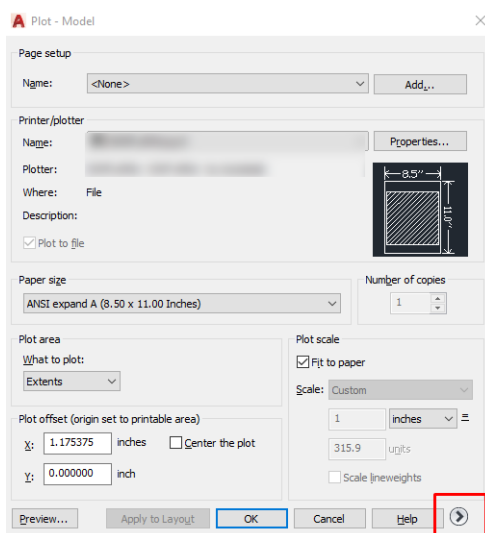 A Plot - Model
Page setup
Name: <None> Add...
Printer/plotter
Name: Properties...
Plotter:
Where: File
Description:
Plot to file
8.5"
11.0"
Paper size
ANSI expand A (8.50 x 11.00 Inches)
Number of copies
1
Plot area
What to plot:
Extents
Plot scale
Fit to paper
Scale: Custom
1 inches =
315.9 units
Scale lineweights
Plot offset (origin set to printable area)
X: 1.175375 inches Center the plot
Y: 0.000000 inch
Preview... Apply to Layout OK Cancel Help